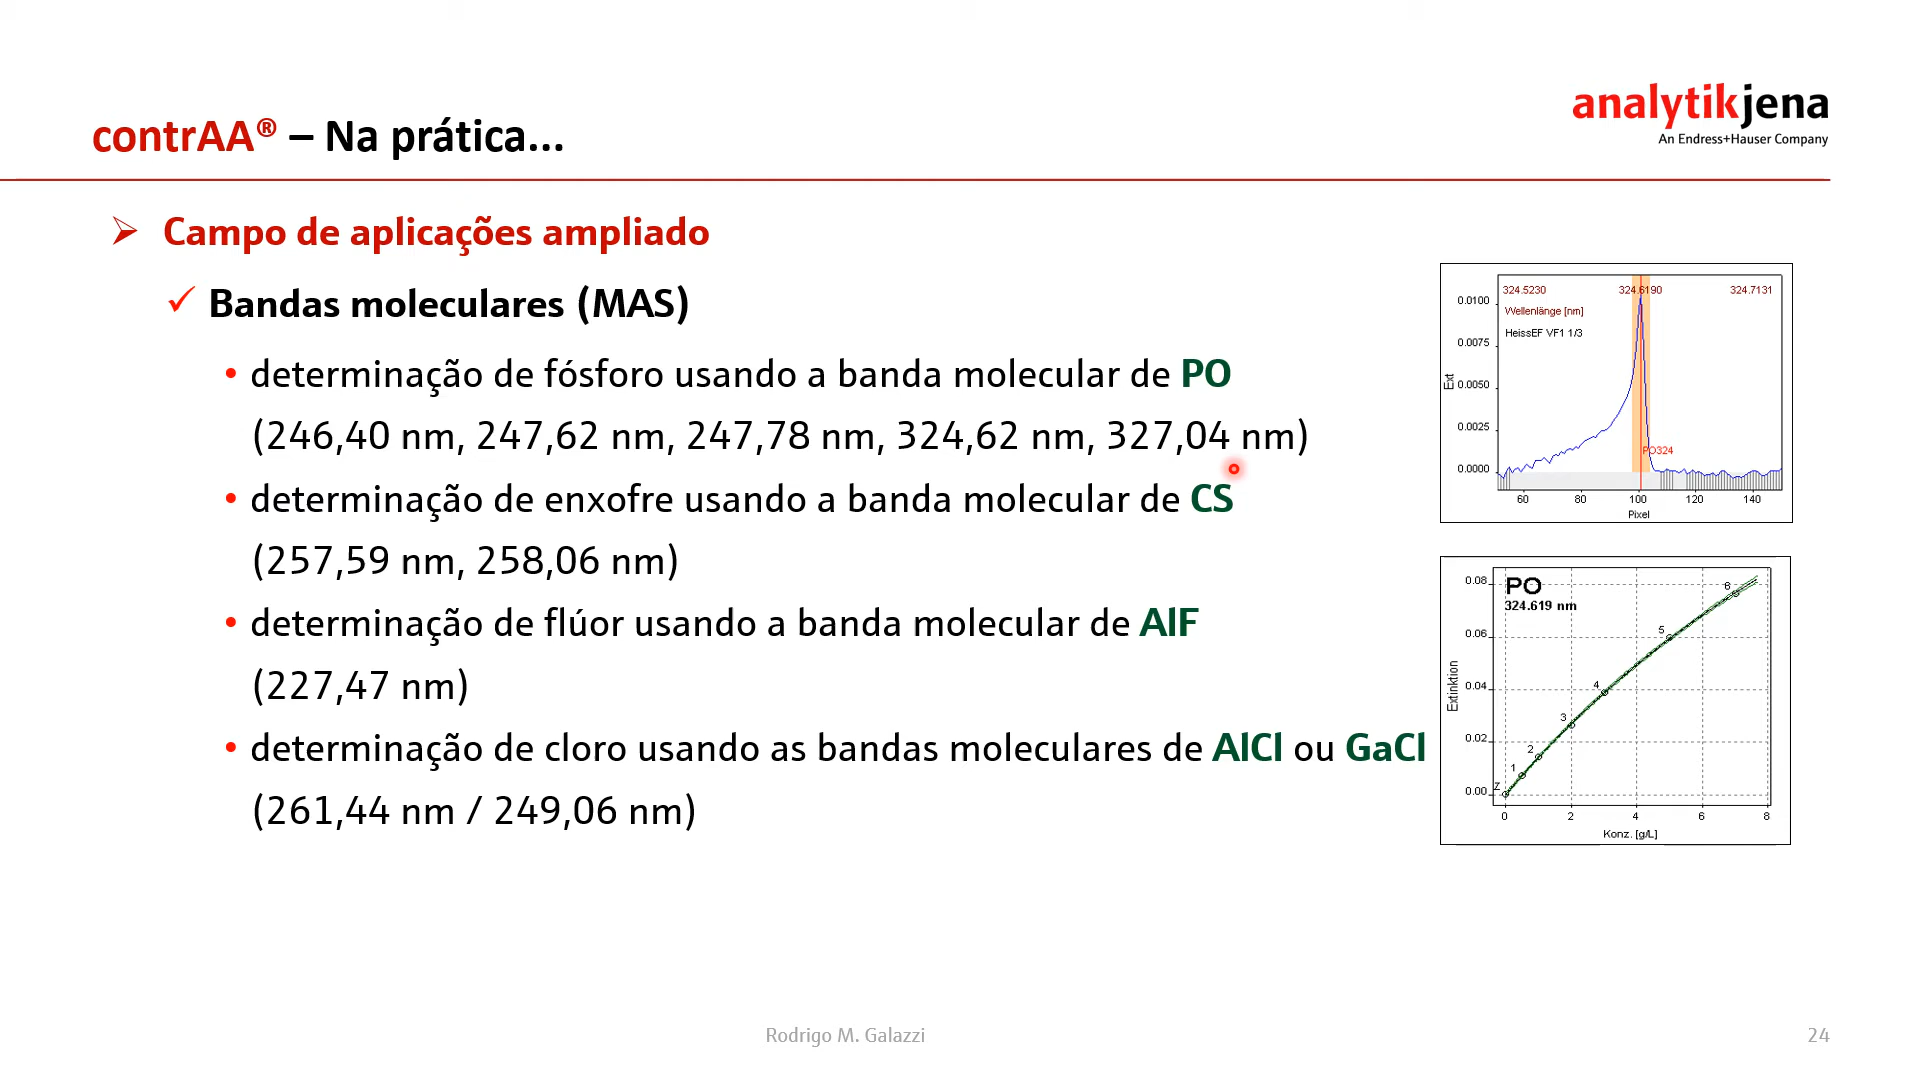 contrAA® – Na prática...
analytikjena
An Endress+Hauser Company
Campo de aplicações ampliado
Bandas moleculares (MAS)
determinação de fósforo usando a banda molecular de PO
(246,40 nm, 247,62 nm, 247,78 nm, 324,62 nm, 327,04 nm)
determinação de enxofre usando a banda molecular de CS
(257,59 nm, 258,06 nm)
determinação de flúor usando a banda molecular de AlF
(227,47 nm)
determinação de cloro usando as bandas moleculares de AlCl ou GaCl
(261,44 nm / 249,06 nm)
324.5230 324.6190 324.7131
Wellenlänge [nm]
HeissEF VF1 1/3
0.0100
0.0075
0.0050
0.0025
0.0000
Ext
PO324
60 80 100 120 140
Pixel
PO
324.619 nm
0.08
0.06
0.04
0.02
0.00
Extinktion
Z 1 2 3 4 5 6
0 2 4 6 8
Konz. [g/L]
Rodrigo M. Galazzi
24